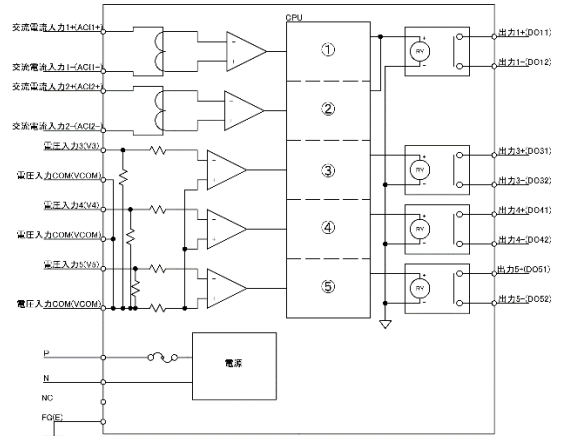 CPU
交流電流入力1+(ACI1+)
交流電流入力1-(ACI1-)
交流電流入力2+(ACI2+)
交流電流入力2-(ACI2-)
電圧入力3(V3)
電圧入力COM(VCOM)
電圧入力4(V4)
電圧入力COM(VCOM)
電圧入力5(V5)
電圧入力COM(VCOM)
P
N
NC
FG(E)
①
②
③
④
⑤
電源
RY
出力1+(DO11)
出力1-(DO12)
RY
出力3+(DO31)
出力3-(DO32)
RY
出力4+(DO41)
出力4-(DO42)
RY
出力5+(DO51)
出力5-(DO52)